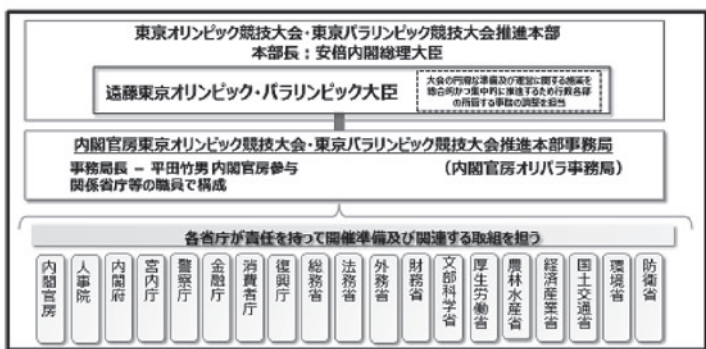 東京オリンピック競技大会・東京パラリンピック競技大会推進本部
本部長：安倍内閣総理大臣
遠藤東京オリンピック・パラリンピック大臣
大会の円滑な準備及び運営に関する施策を
総合的かつ集中的に推進するため行政各部
の所管する事務の調整を担当
内閣官房東京オリンピック競技大会・東京パラリンピック競技大会推進本部事務局
事務局長 － 平田竹男 内閣官房参与
（内閣官房オリパラ事務局）
関係省庁等の職員で構成
各省庁が責任を持って開催準備及び関連する取組を担う
内閣官房
人事院
内閣府
宮内庁
警察庁
金融庁
消費者庁
復興庁
総務省
法務省
外務省
財務省
文部科学省
厚生労働省
農林水産省
経済産業省
国土交通省
環境省
防衛省